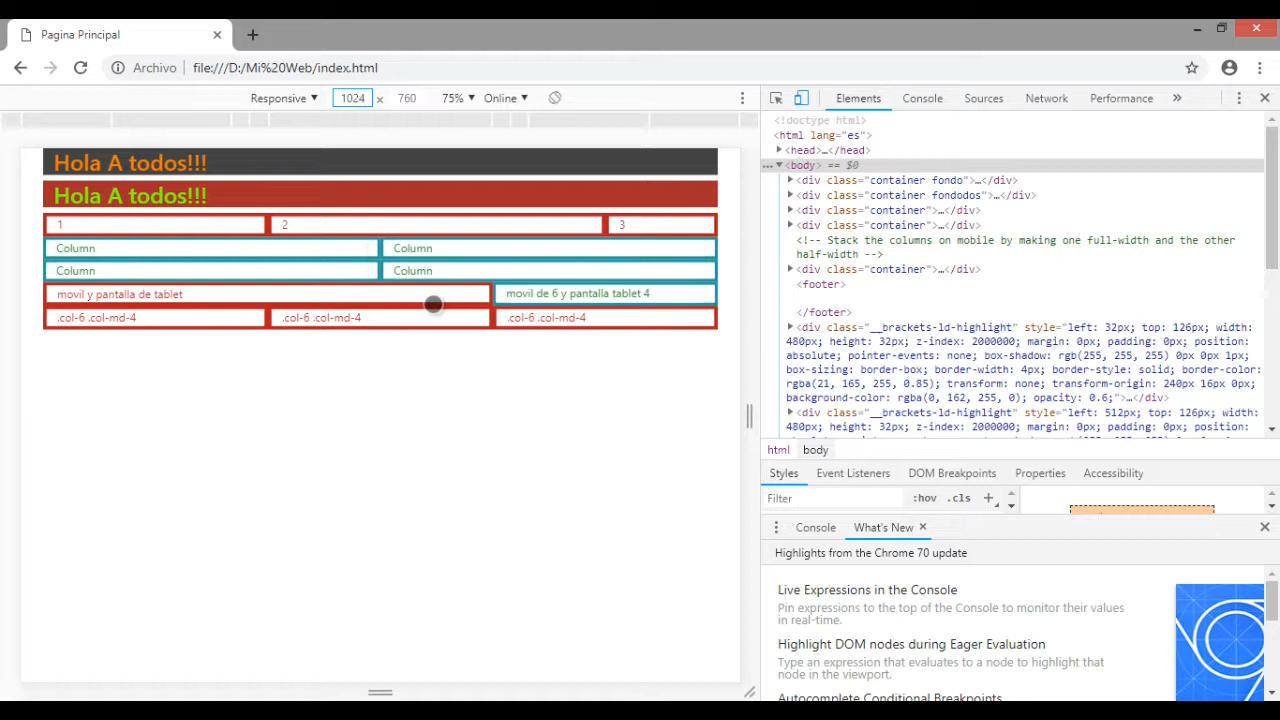 Pagina Principal
Archivo file:///D:/Mi%20Web/index.html
Responsive 1024 x 760 75% Online
Elements Console Sources Network Performance »
Hola A todos!!!
Hola A todos!!!
1 2 3
Column Column
Column Column
movil y pantalla de tablet movil de 6 y pantalla tablet 4
.col-6 .col-md-4 .col-6 .col-md-4 .col-6 .col-md-4
<!doctype html>
<html lang="es">
<head>…</head>
<body> == $0
<div class="container fondo">…</div>
<div class="container fondodos">…</div>
<div class="container">…</div>
<div class="container">…</div>
<!-- Stack the columns on mobile by making one full-width and the other
half-width -->
<div class="container">…</div>
<footer>
</footer>
<div class="__brackets-ld-highlight" style="left: 32px; top: 126px; width:
480px; height: 32px; z-index: 2000000; margin: 0px; padding: 0px; position:
absolute; pointer-events: none; box-shadow: rgb(255, 255, 255) 0px 0px 1px;
box-sizing: border-box; border-width: 4px; border-style: solid; border-color:
rgba(21, 165, 255, 0.85); transform: none; transform-origin: 240px 16px 0px;
background-color: rgba(0, 162, 255, 0); opacity: 0.6;">…</div>
<div class="__brackets-ld-highlight" style="left: 512px; top: 126px; width:
480px; height: 32px; z-index: 2000000; margin: 0px; padding: 0px; position:
html body
Styles Event Listeners DOM Breakpoints Properties Accessibility
Filter :hov .cls +
Console What's New
Highlights from the Chrome 70 update
Live Expressions in the Console
Pin expressions to the top of the Console to monitor their values
in real-time.
Highlight DOM nodes during Eager Evaluation
Type an expression that evaluates to a node to highlight that
node in the viewport.
Autocomplete Conditional Breakpoints